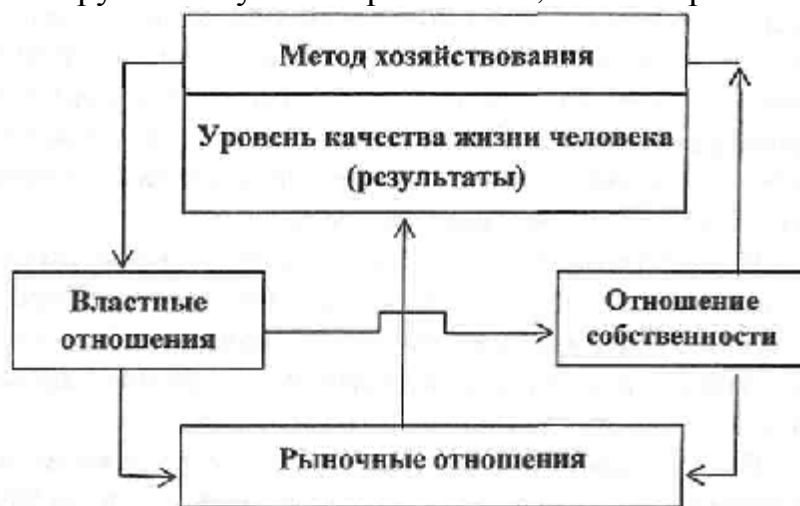 Метод хозяйствования
Уровень качества жизни человека
(результаты)
Властные
отношения
Отношение
собственности
Рыночные отношения